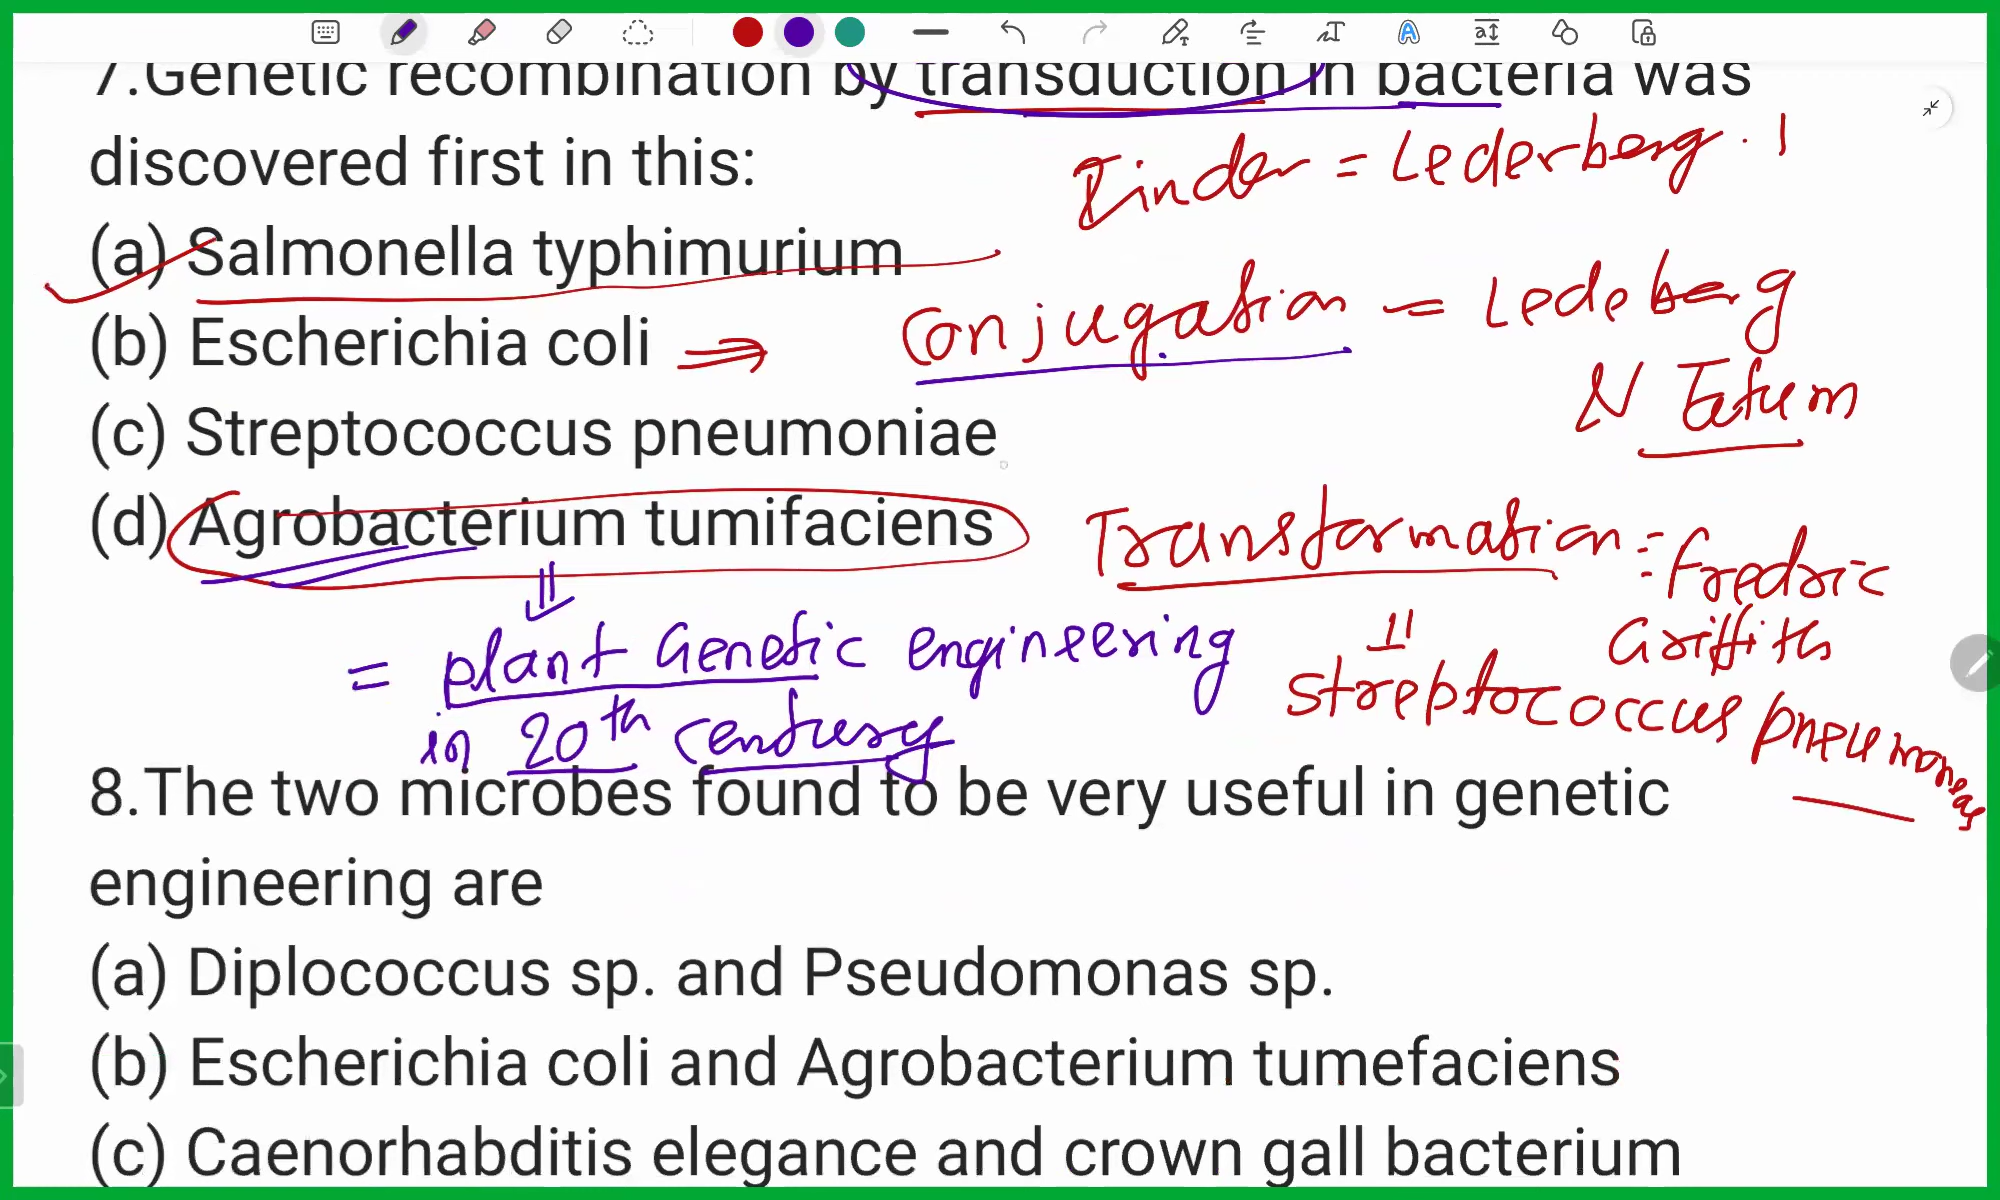 7.Genetic recombination by transduction in bacteria was
discovered first in this:
Zinder = Lederberg.
(a) Salmonella typhimurium
(b) Escherichia coli ⇒ Conjugation = Ledeberg
N Tatum
(c) Streptococcus pneumoniae
(d) Agrobacterium tumifaciens
Transformation = Fredric
Griffith
Streptococcus pneumoneae
= plant Genetic engineering
in 20th century
8.The two microbes found to be very useful in genetic
engineering are
(a) Diplococcus sp. and Pseudomonas sp.
(b) Escherichia coli and Agrobacterium tumefaciens
(c) Caenorhabditis elegance and crown gall bacterium